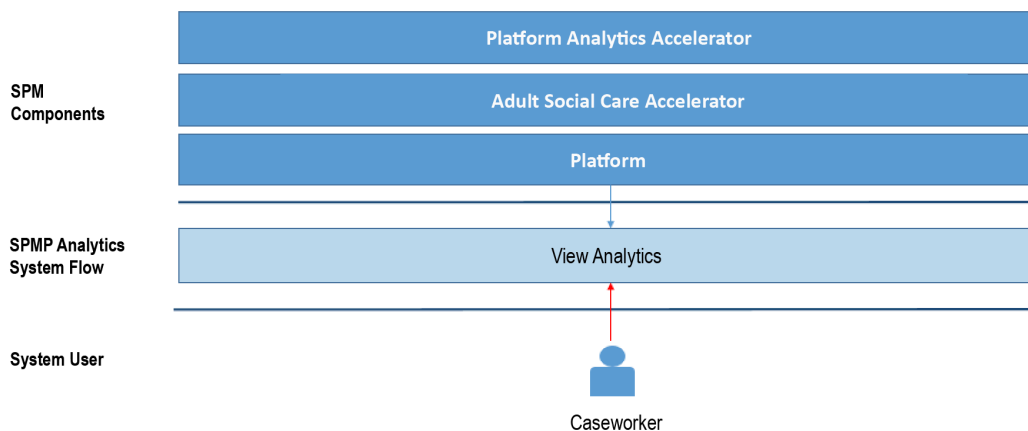 Platform Analytics Accelerator
SPM
Components
Adult Social Care Accelerator
Platform
SPMP Analytics
System Flow
View Analytics
System User
Caseworker